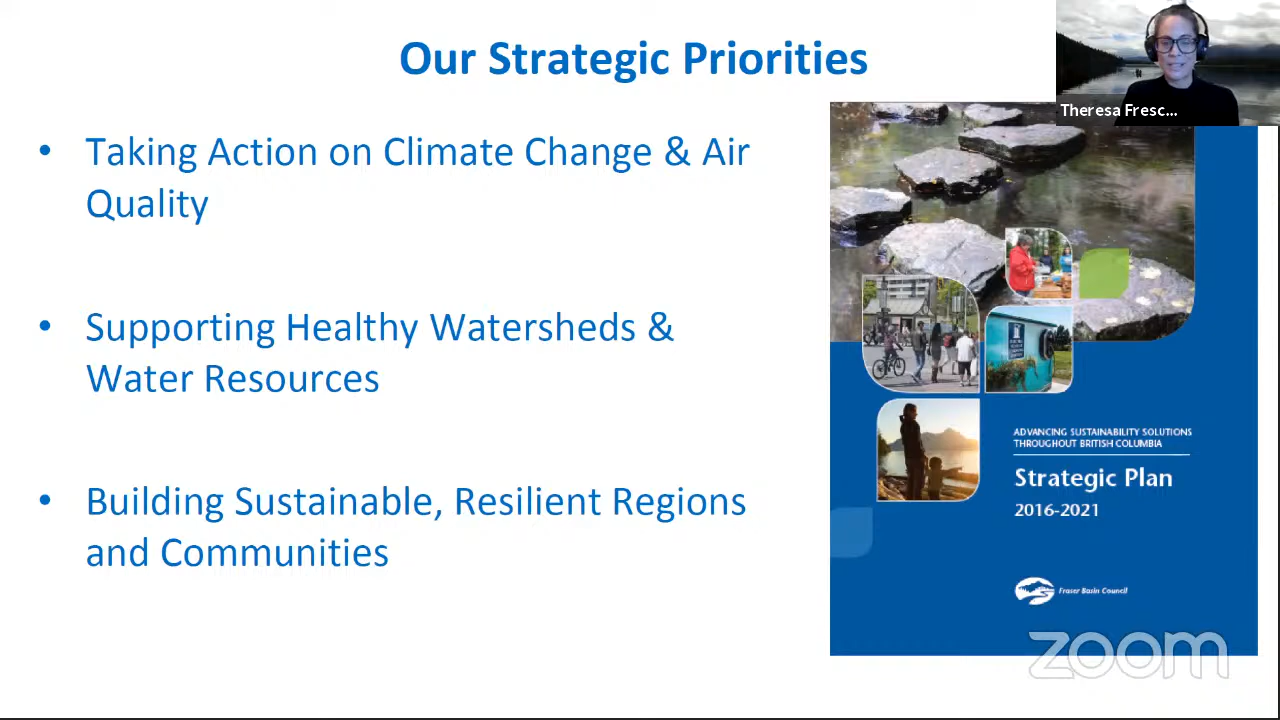 Our Strategic Priorities
Theresa Fresc...
• Taking Action on Climate Change & Air
Quality
• Supporting Healthy Watersheds &
Water Resources
• Building Sustainable, Resilient Regions
and Communities
ADVANCING SUSTAINABILITY SOLUTIONS
THROUGHOUT BRITISH COLUMBIA
Strategic Plan
2016-2021
Fraser Basin Council
zoom